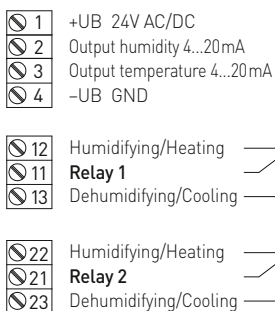 1 +UB 24V AC/DC
2 Output humidity 4...20mA
3 Output temperature 4...20mA
4 –UB GND
12 Humidifying/Heating
11 Relay 1
13 Dehumidifying/Cooling
22 Humidifying/Heating
21 Relay 2
23 Dehumidifying/Cooling